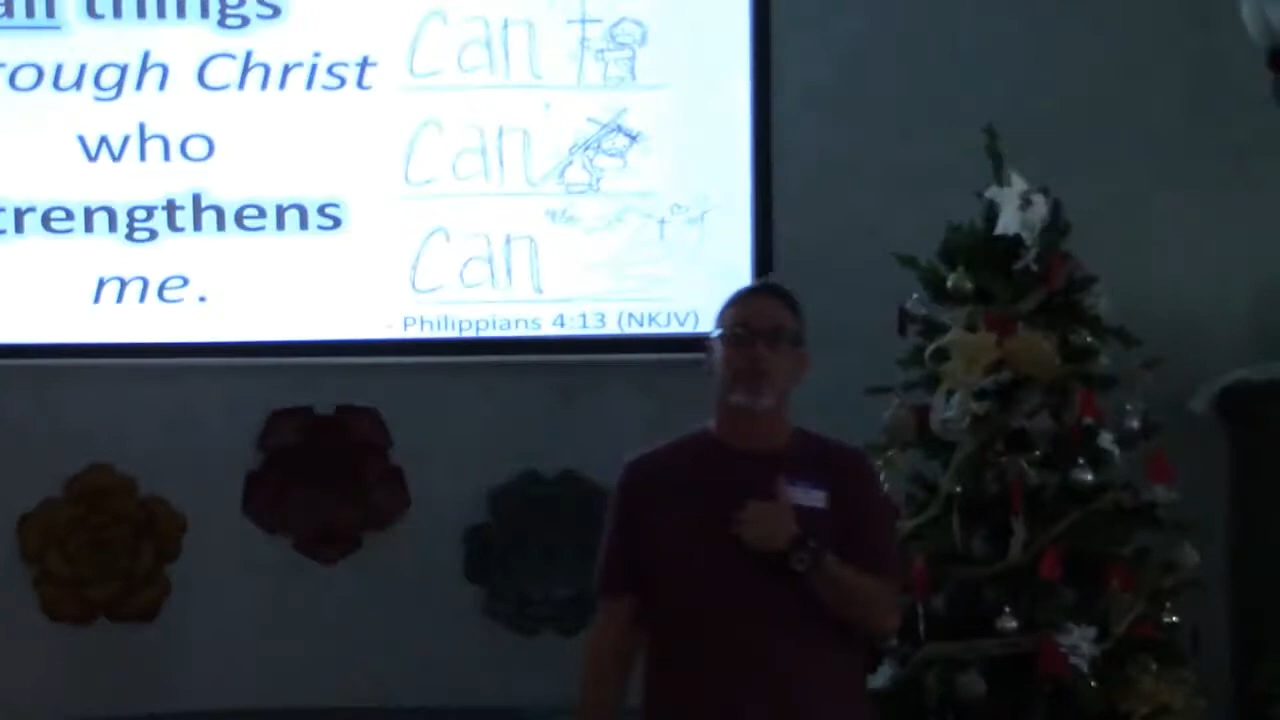 all things
rough Christ
who
trengthens
me.
Can't
Can'
Can
- Philippians 4:13 (NKJV)